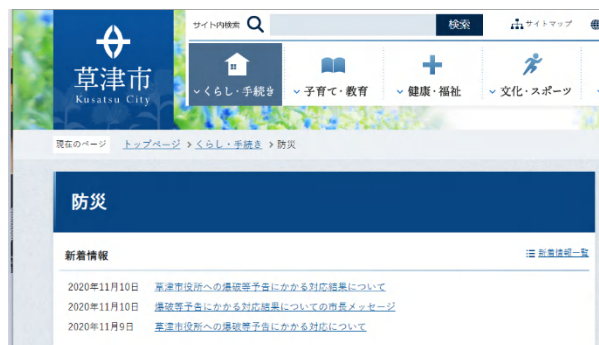 草津市
Kusatsu City
サイト内検索
検索
サイトマップ
くらし・手続き
子育て・教育
健康・福祉
文化・スポーツ
現在のページ トップページ > くらし・手続き > 防災
防災
新着情報
新着情報一覧
2020年11月10日 草津市役所への爆破等予告にかかる対応結果について
2020年11月10日 爆破等予告にかかる対応結果についての市長メッセージ
2020年11月9日 草津市役所への爆破等予告にかかる対応について